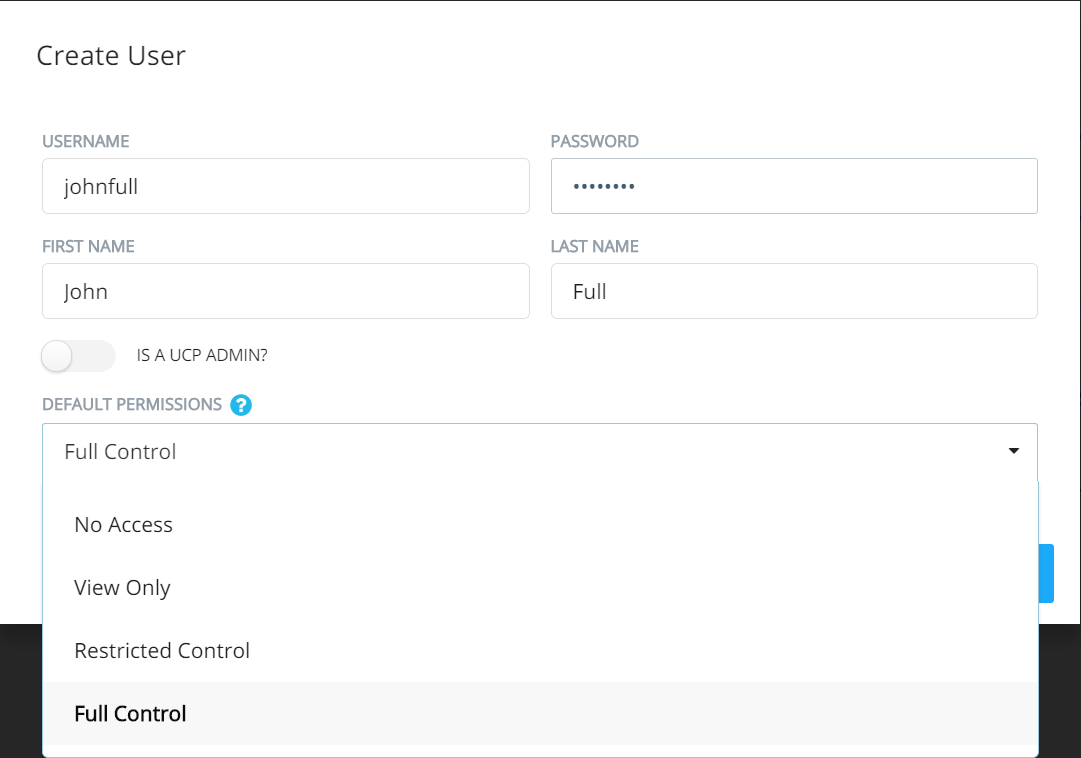 Create User
USERNAME
PASSWORD
johnfull
••••••••
FIRST NAME
LAST NAME
John
Full
IS A UCP ADMIN?
DEFAULT PERMISSIONS ?
Full Control
No Access
View Only
Restricted Control
Full Control